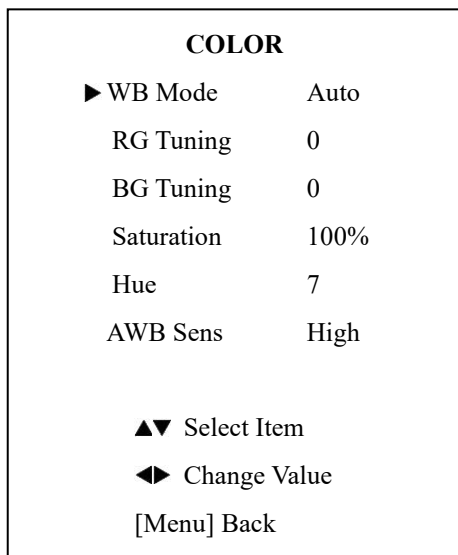 COLOR
▶WB Mode Auto
RG Tuning 0
BG Tuning 0
Saturation 100%
Hue 7
AWB Sens High
▲▼ Select Item
◀▶ Change Value
[Menu] Back